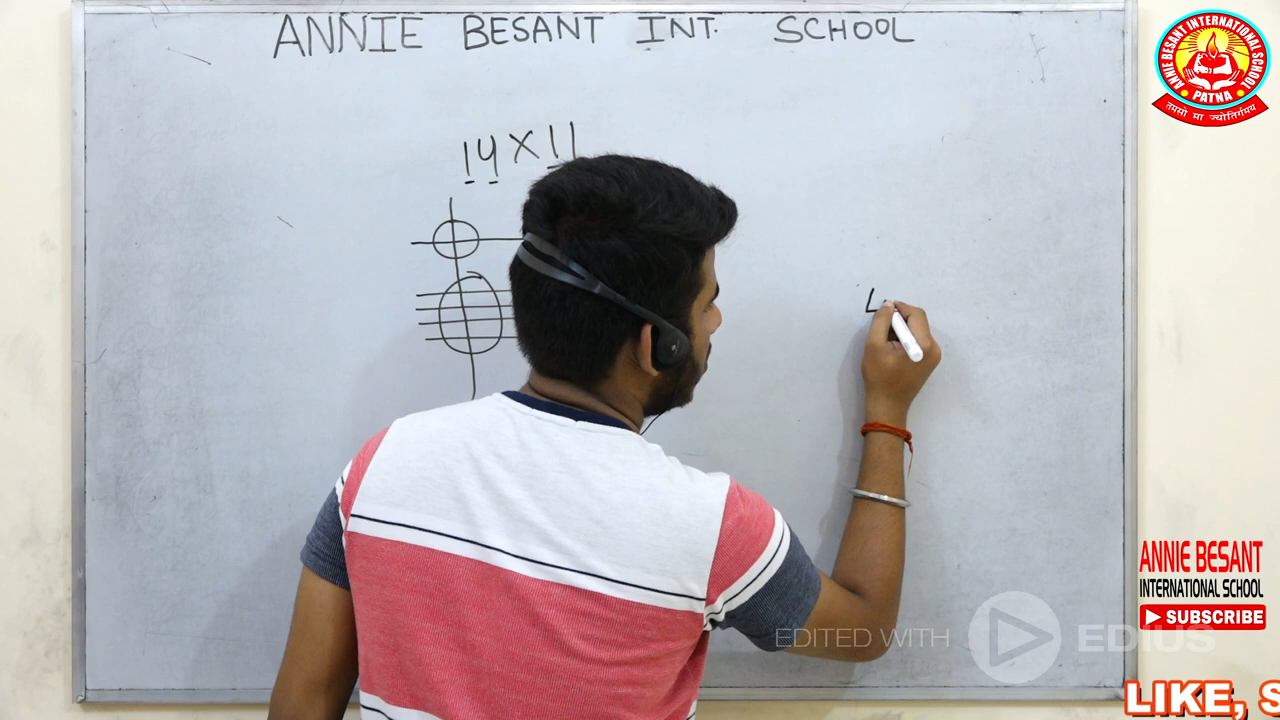 ANNIE BESANT INT. SCHOOL
14 X 11
ANNIE BESANT INTERNATIONAL SCHOOL
PATNA
तमसो मा ज्योतिर्गमय
ANNIE BESANT
INTERNATIONAL SCHOOL
SUBSCRIBE
EDITED WITH EDIUS
LIKE, S